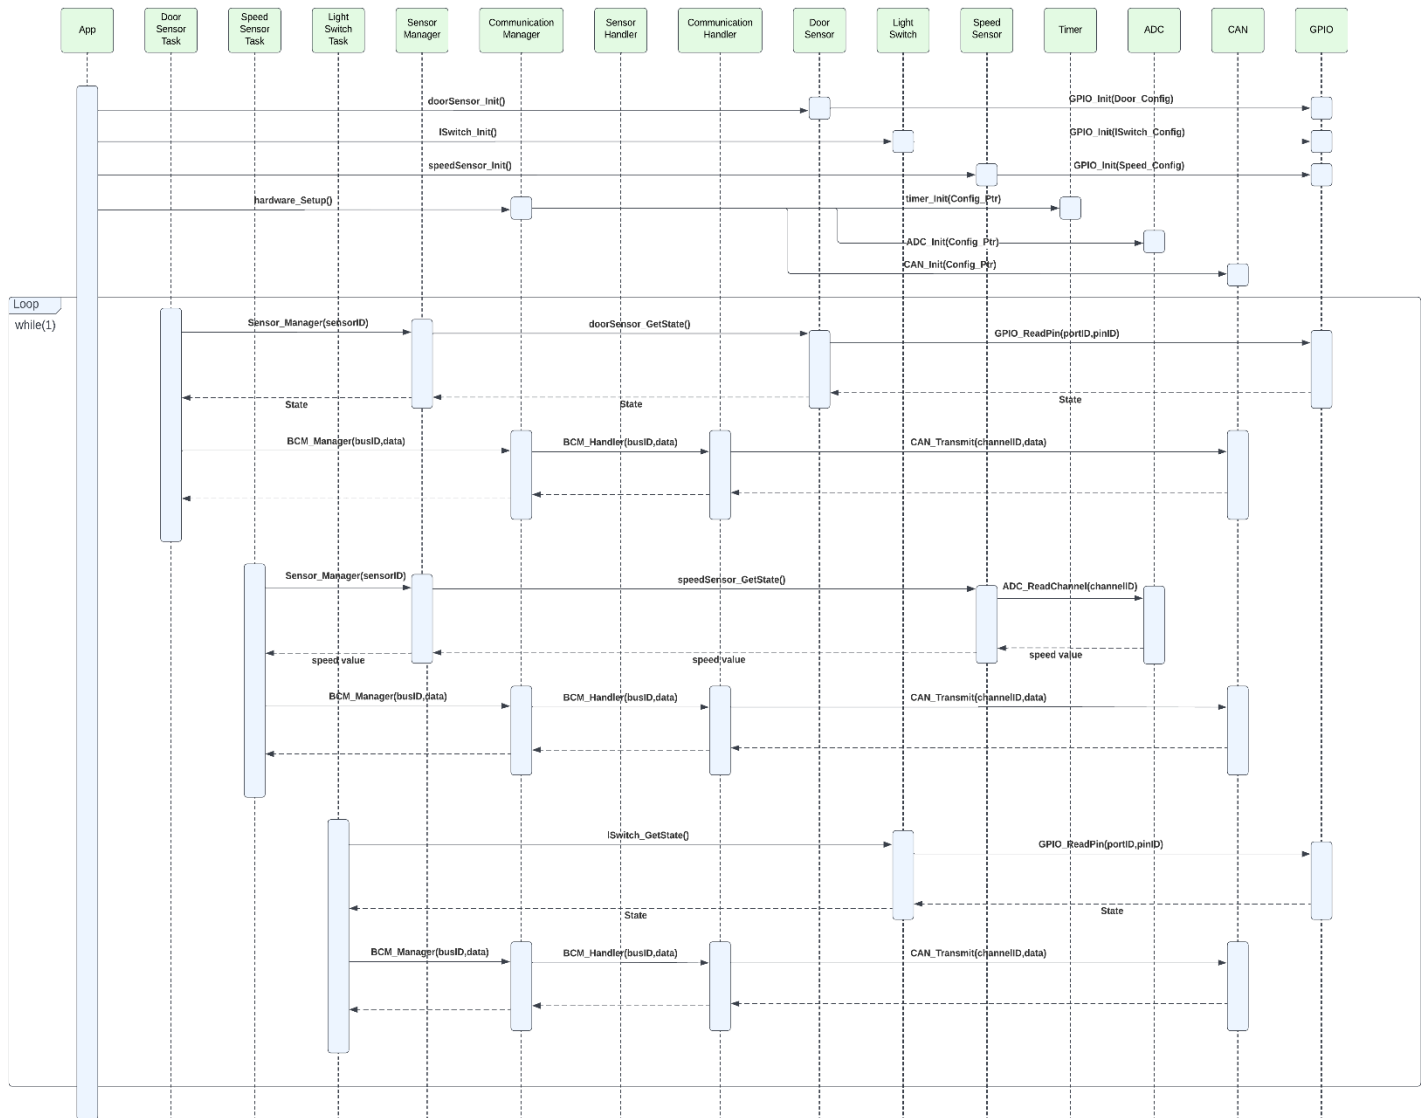 App
Door
Sensor
Task
Speed
Sensor
Task
Light
Switch
Task
Sensor
Manager
Communication
Manager
Sensor
Handler
Communication
Handler
Door
Sensor
Light
Switch
Speed
Sensor
Timer
ADC
CAN
GPIO
doorSensor_Init()
GPIO_Init(Door_Config)
lSwitch_Init()
GPIO_Init(lSwitch_Config)
speedSensor_Init()
GPIO_Init(Speed_Config)
hardware_Setup()
timer_Init(Config_Ptr)
ADC_Init(Config_Ptr)
CAN_Init(Config_Ptr)
Loop
while(1)
Sensor_Manager(sensorID)
doorSensor_GetState()
GPIO_ReadPin(portID,pinID)
State
State
State
BCM_Manager(busID,data)
BCM_Handler(busID,data)
CAN_Transmit(channelID,data)
Sensor_Manager(sensorID)
speedSensor_GetState()
ADC_ReadChannel(channelID)
speed value
speed value
speed value
BCM_Manager(busID,data)
BCM_Handler(busID,data)
CAN_Transmit(channelID,data)
lSwitch_GetState()
GPIO_ReadPin(portID,pinID)
State
State
BCM_Manager(busID,data)
BCM_Handler(busID,data)
CAN_Transmit(channelID,data)